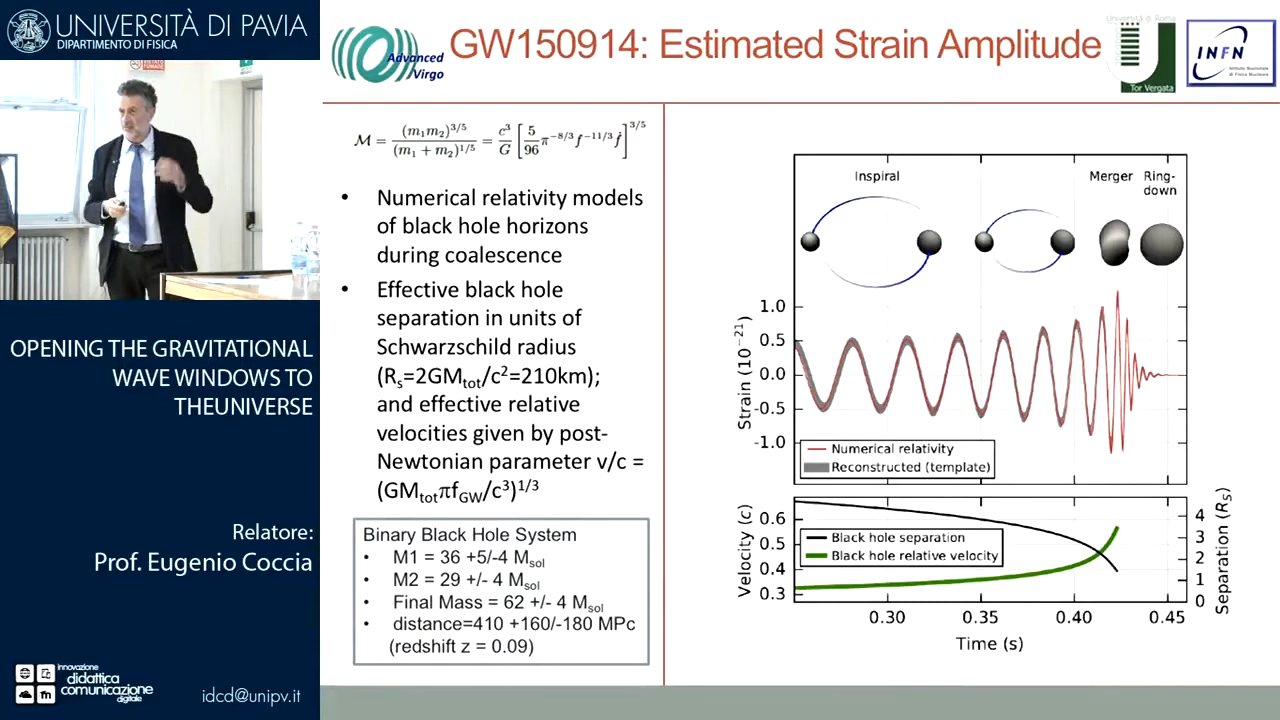 UNIVERSITÀ DI PAVIA
DIPARTIMENTO DI FISICA
OPENING THE GRAVITATIONAL
WAVE WINDOWS TO
THEUNIVERSE
Relatore:
Prof. Eugenio Coccia
innovazione
didattica
comunicazione
digitale
idcd@unipv.it
Advanced
Virgo
GW150914: Estimated Strain Amplitude
Università di Roma
Tor Vergata
INFN
Istituto Nazionale
di Fisica Nucleare
ℳ = (m₁m₂)^3/5 / (m₁ + m₂)^1/5 = c³/G [5/96 π^−8/3 f^−11/3 ḟ]^3/5
• Numerical relativity models
of black hole horizons
during coalescence
• Effective black hole
separation in units of
Schwarzschild radius
(Rs=2GMtot/c²=210km);
and effective relative
velocities given by post-
Newtonian parameter v/c =
(GMtotπfGW/c³)^1/3
Binary Black Hole System
• M1 = 36 +5/-4 Msol
• M2 = 29 +/- 4 Msol
• Final Mass = 62 +/- 4 Msol
• distance=410 +160/-180 MPc
(redshift z = 0.09)
Inspiral
Merger
Ring-
down
Strain (10⁻²¹)
1.0
0.5
0.0
-0.5
-1.0
Numerical relativity
Reconstructed (template)
Velocity (c)
0.6
0.5
0.4
0.3
Black hole separation
Black hole relative velocity
4
3
2
1
0
Separation (RS)
0.30 0.35 0.40 0.45
Time (s)